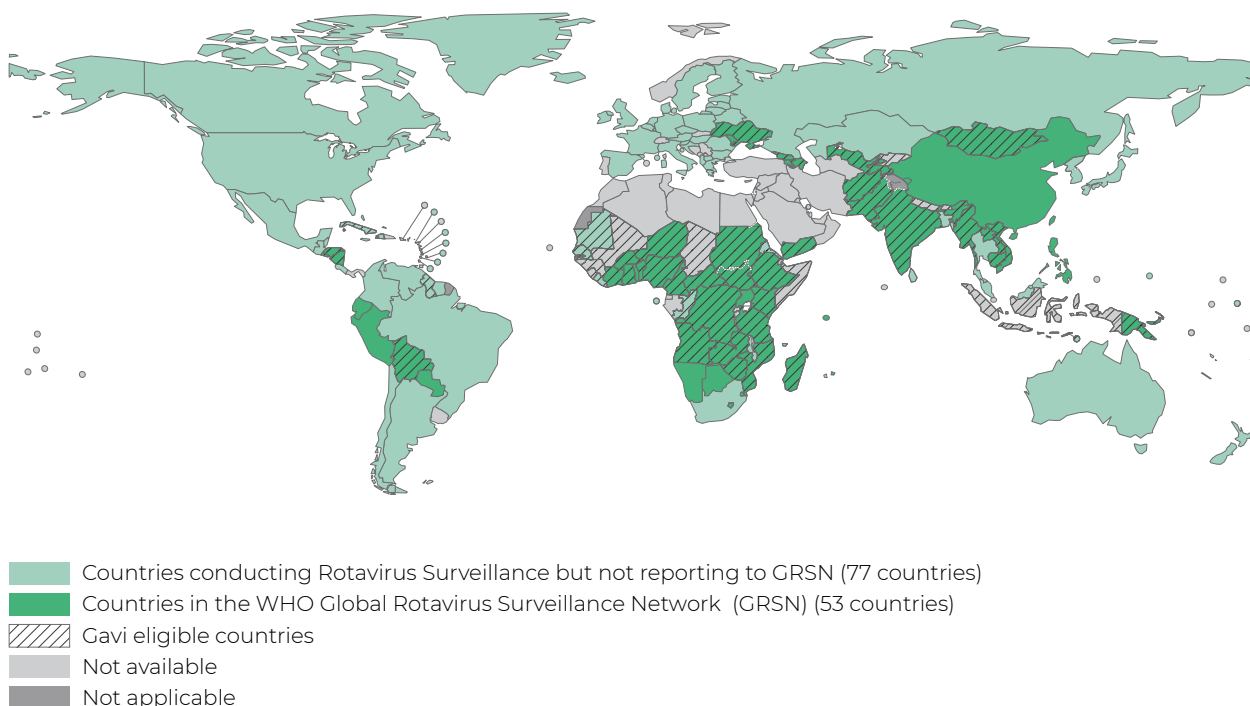 Countries conducting Rotavirus Surveillance but not reporting to GRSN (77 countries)
Countries in the WHO Global Rotavirus Surveillance Network (GRSN) (53 countries)
Gavi eligible countries
Not available
Not applicable